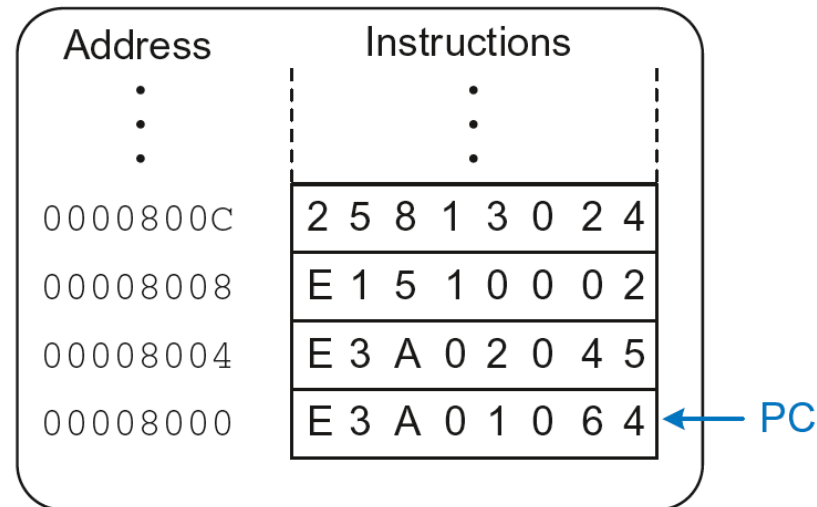 Address Instructions
0000800C 2 5 8 1 3 0 2 4
00008008 E 1 5 1 0 0 0 2
00008004 E 3 A 0 2 0 4 5
00008000 E 3 A 0 1 0 6 4 PC